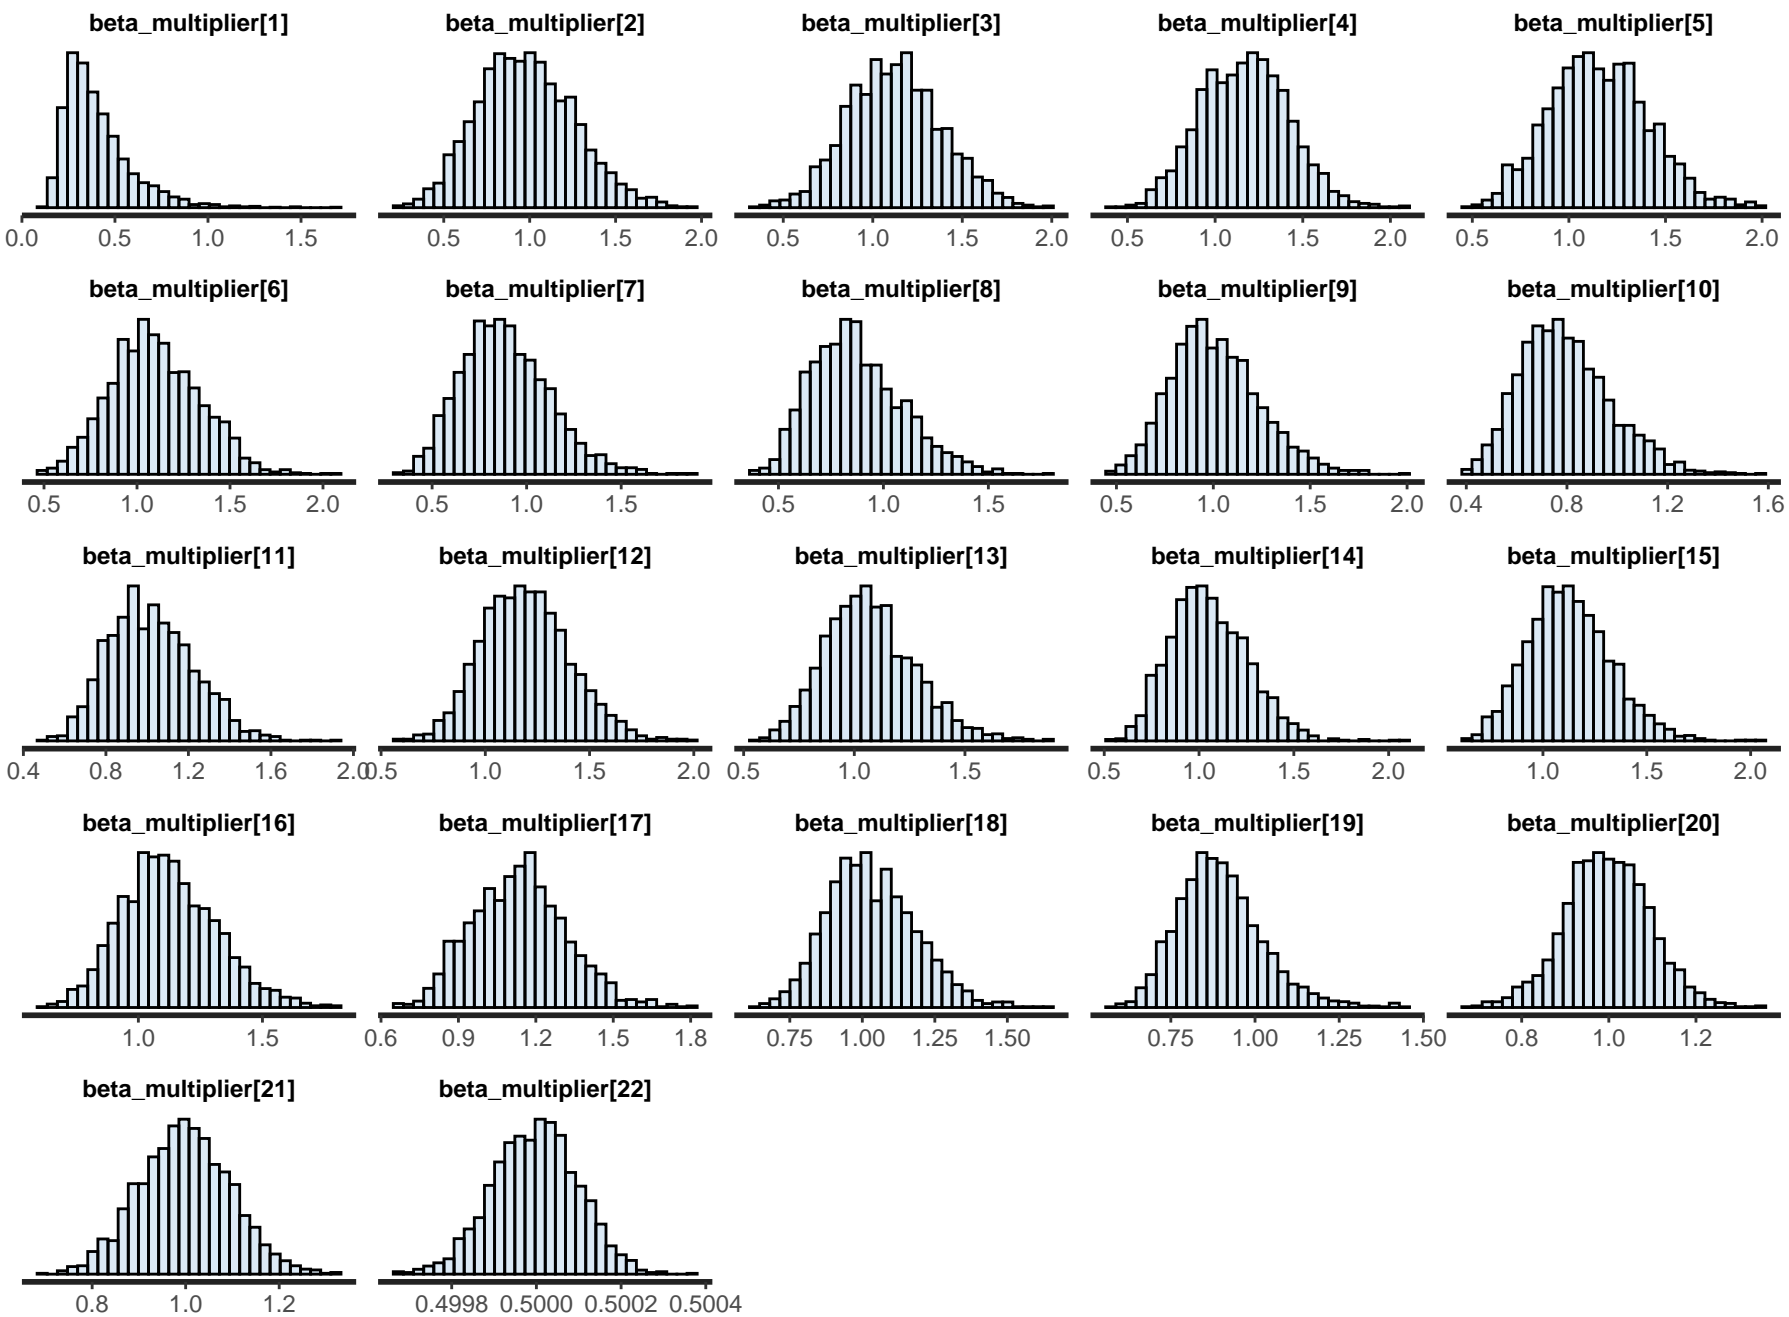 beta_multiplier[1] beta_multiplier[2] beta_multiplier[3] beta_multiplier[4] beta_multiplier[5]
0.0 0.5 1.0 1.5 0.5 1.0 1.5 2.0 0.5 1.0 1.5 2.0 0.5 1.0 1.5 2.0 0.5 1.0 1.5 2.0
beta_multiplier[6] beta_multiplier[7] beta_multiplier[8] beta_multiplier[9] beta_multiplier[10]
0.5 1.0 1.5 2.0 0.5 1.0 1.5 0.5 1.0 1.5 0.5 1.0 1.5 2.0 0.4 0.8 1.2 1.6
beta_multiplier[11] beta_multiplier[12] beta_multiplier[13] beta_multiplier[14] beta_multiplier[15]
0.4 0.8 1.2 1.6 2.0 0.5 1.0 1.5 2.0 0.5 1.0 1.5 0.5 1.0 1.5 2.0 1.0 1.5 2.0
beta_multiplier[16] beta_multiplier[17] beta_multiplier[18] beta_multiplier[19] beta_multiplier[20]
1.0 1.5 0.6 0.9 1.2 1.5 1.8 0.75 1.00 1.25 1.50 0.75 1.00 1.25 1.50 0.8 1.0 1.2
beta_multiplier[21] beta_multiplier[22]
0.8 1.0 1.2 0.4998 0.5000 0.5002 0.5004